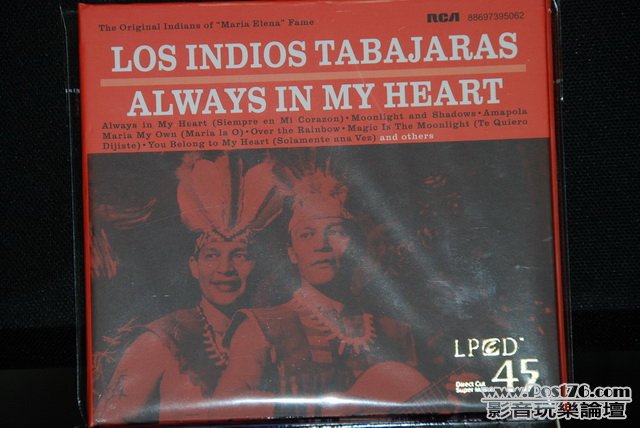 The Original Indians of "Maria Elena" Fame
RCA 88697395062
LOS INDIOS TABAJARAS
ALWAYS IN MY HEART
Always in My Heart (Siempre en Mi Corazon) • Moonlight and Shadows • Amapola
Maria My Own (Maria la O) • Over the Rainbow • Magic Is The Moonlight (Te Quiero
Dijiste) • You Belong to My Heart (Solamente ana Vez) and others
LPCD
45
Direct Cut
Super
www.Post76.com
影音玩樂論壇